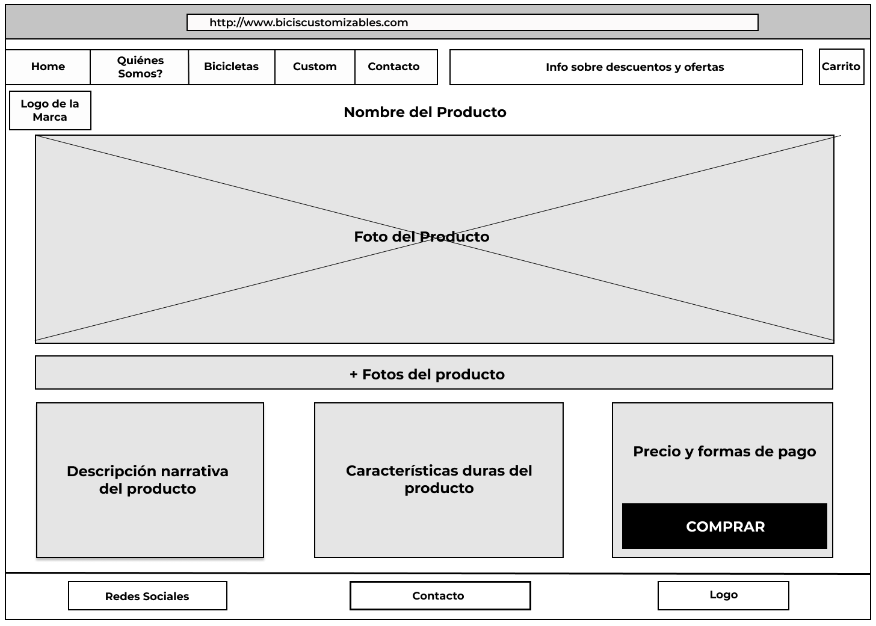 http://www.biciscustomizables.com
Home
Quiénes
Somos?
Bicicletas
Custom
Contacto
Info sobre descuentos y ofertas
Carrito
Logo de la
Marca
Nombre del Producto
Foto del Producto
+ Fotos del producto
Descripción narrativa
del producto
Características duras del
producto
Precio y formas de pago
COMPRAR
Redes Sociales
Contacto
Logo